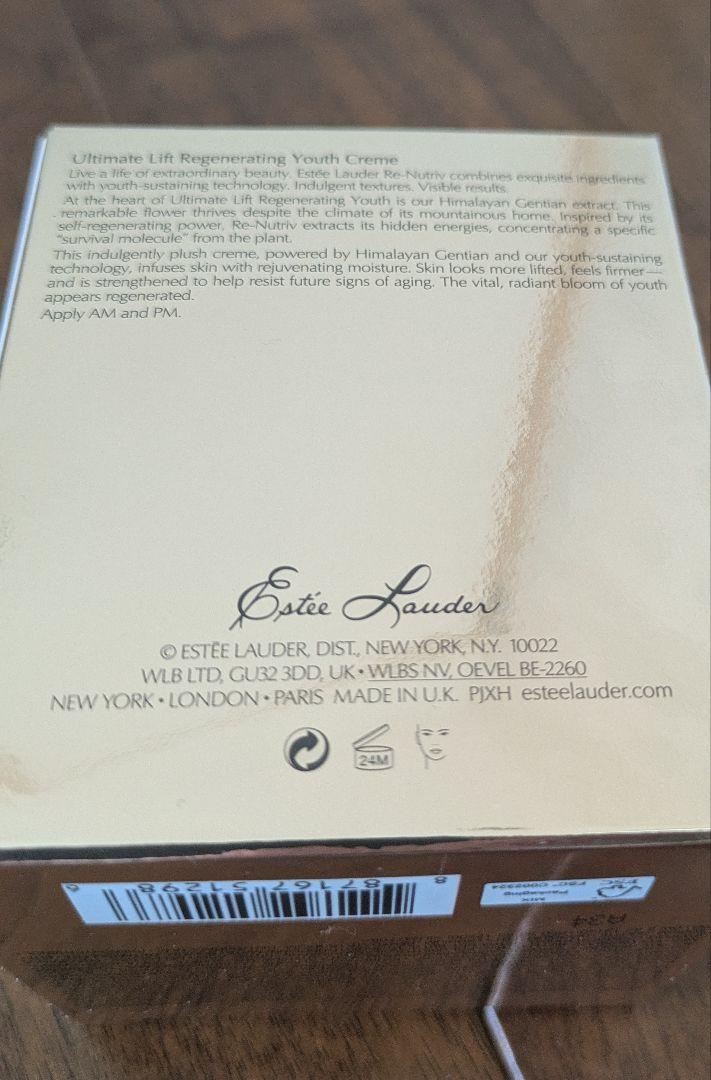 Ultimate Lift Regenerating Youth Creme
Live a life of extraordinary beauty. Estée Lauder Re-Nutriv combines exquisite ingredients
with youth-sustaining technology. Indulgent textures. Visible results.
At the heart of Ultimate Lift Regenerating Youth is our Himalayan Gentian extract. This
remarkable flower thrives despite the climate of its mountainous home. Inspired by its
self-regenerating power, Re-Nutriv extracts its hidden energies, concentrating a specific
"survival molecule" from the plant.
This indulgently plush creme, powered by Himalayan Gentian and our youth-sustaining
technology, infuses skin with rejuvenating moisture. Skin looks more lifted, feels firmer—
and is strengthened to help resist future signs of aging. The vital, radiant bloom of youth
appears regenerated.
Apply AM and PM.
Estée Lauder
© ESTĒE LAUDER, DIST., NEW YORK, N.Y. 10022
WLB LTD, GU32 3DD, UK • WLBS NV, OEVEL BE-2260
NEW YORK • LONDON • PARIS MADE IN U.K. PJXH esteelauder.com
24M
8 87167 51298 6
FSC
MIX
Packaging